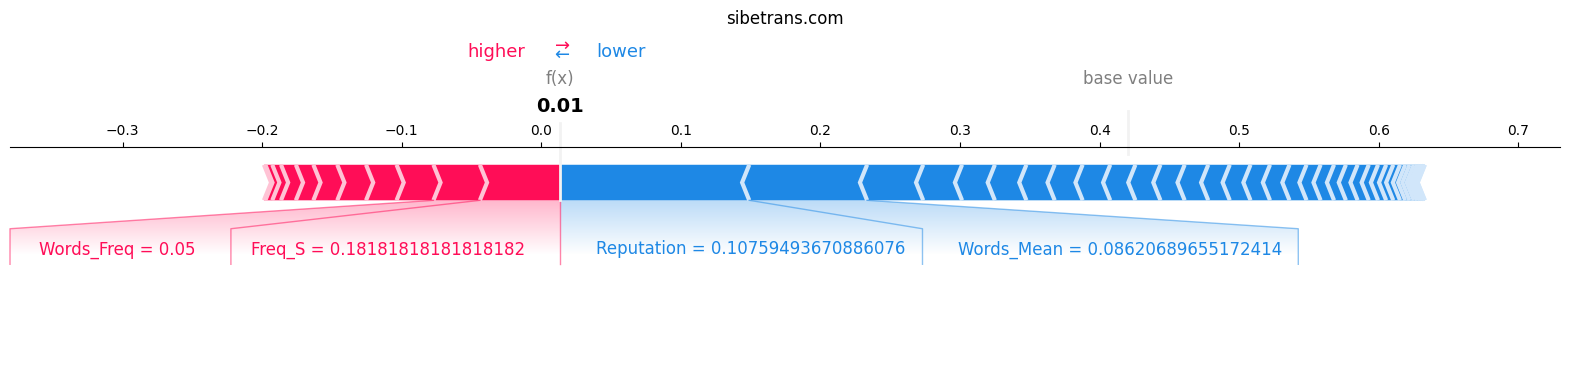 sibetrans.com
higher ⇄ lower
f(x) base value
0.01
−0.3 −0.2 −0.1 0.0 0.1 0.2 0.3 0.4 0.5 0.6 0.7
Words_Freq = 0.05 Freq_S = 0.18181818181818182 Reputation = 0.10759493670886076 Words_Mean = 0.08620689655172414